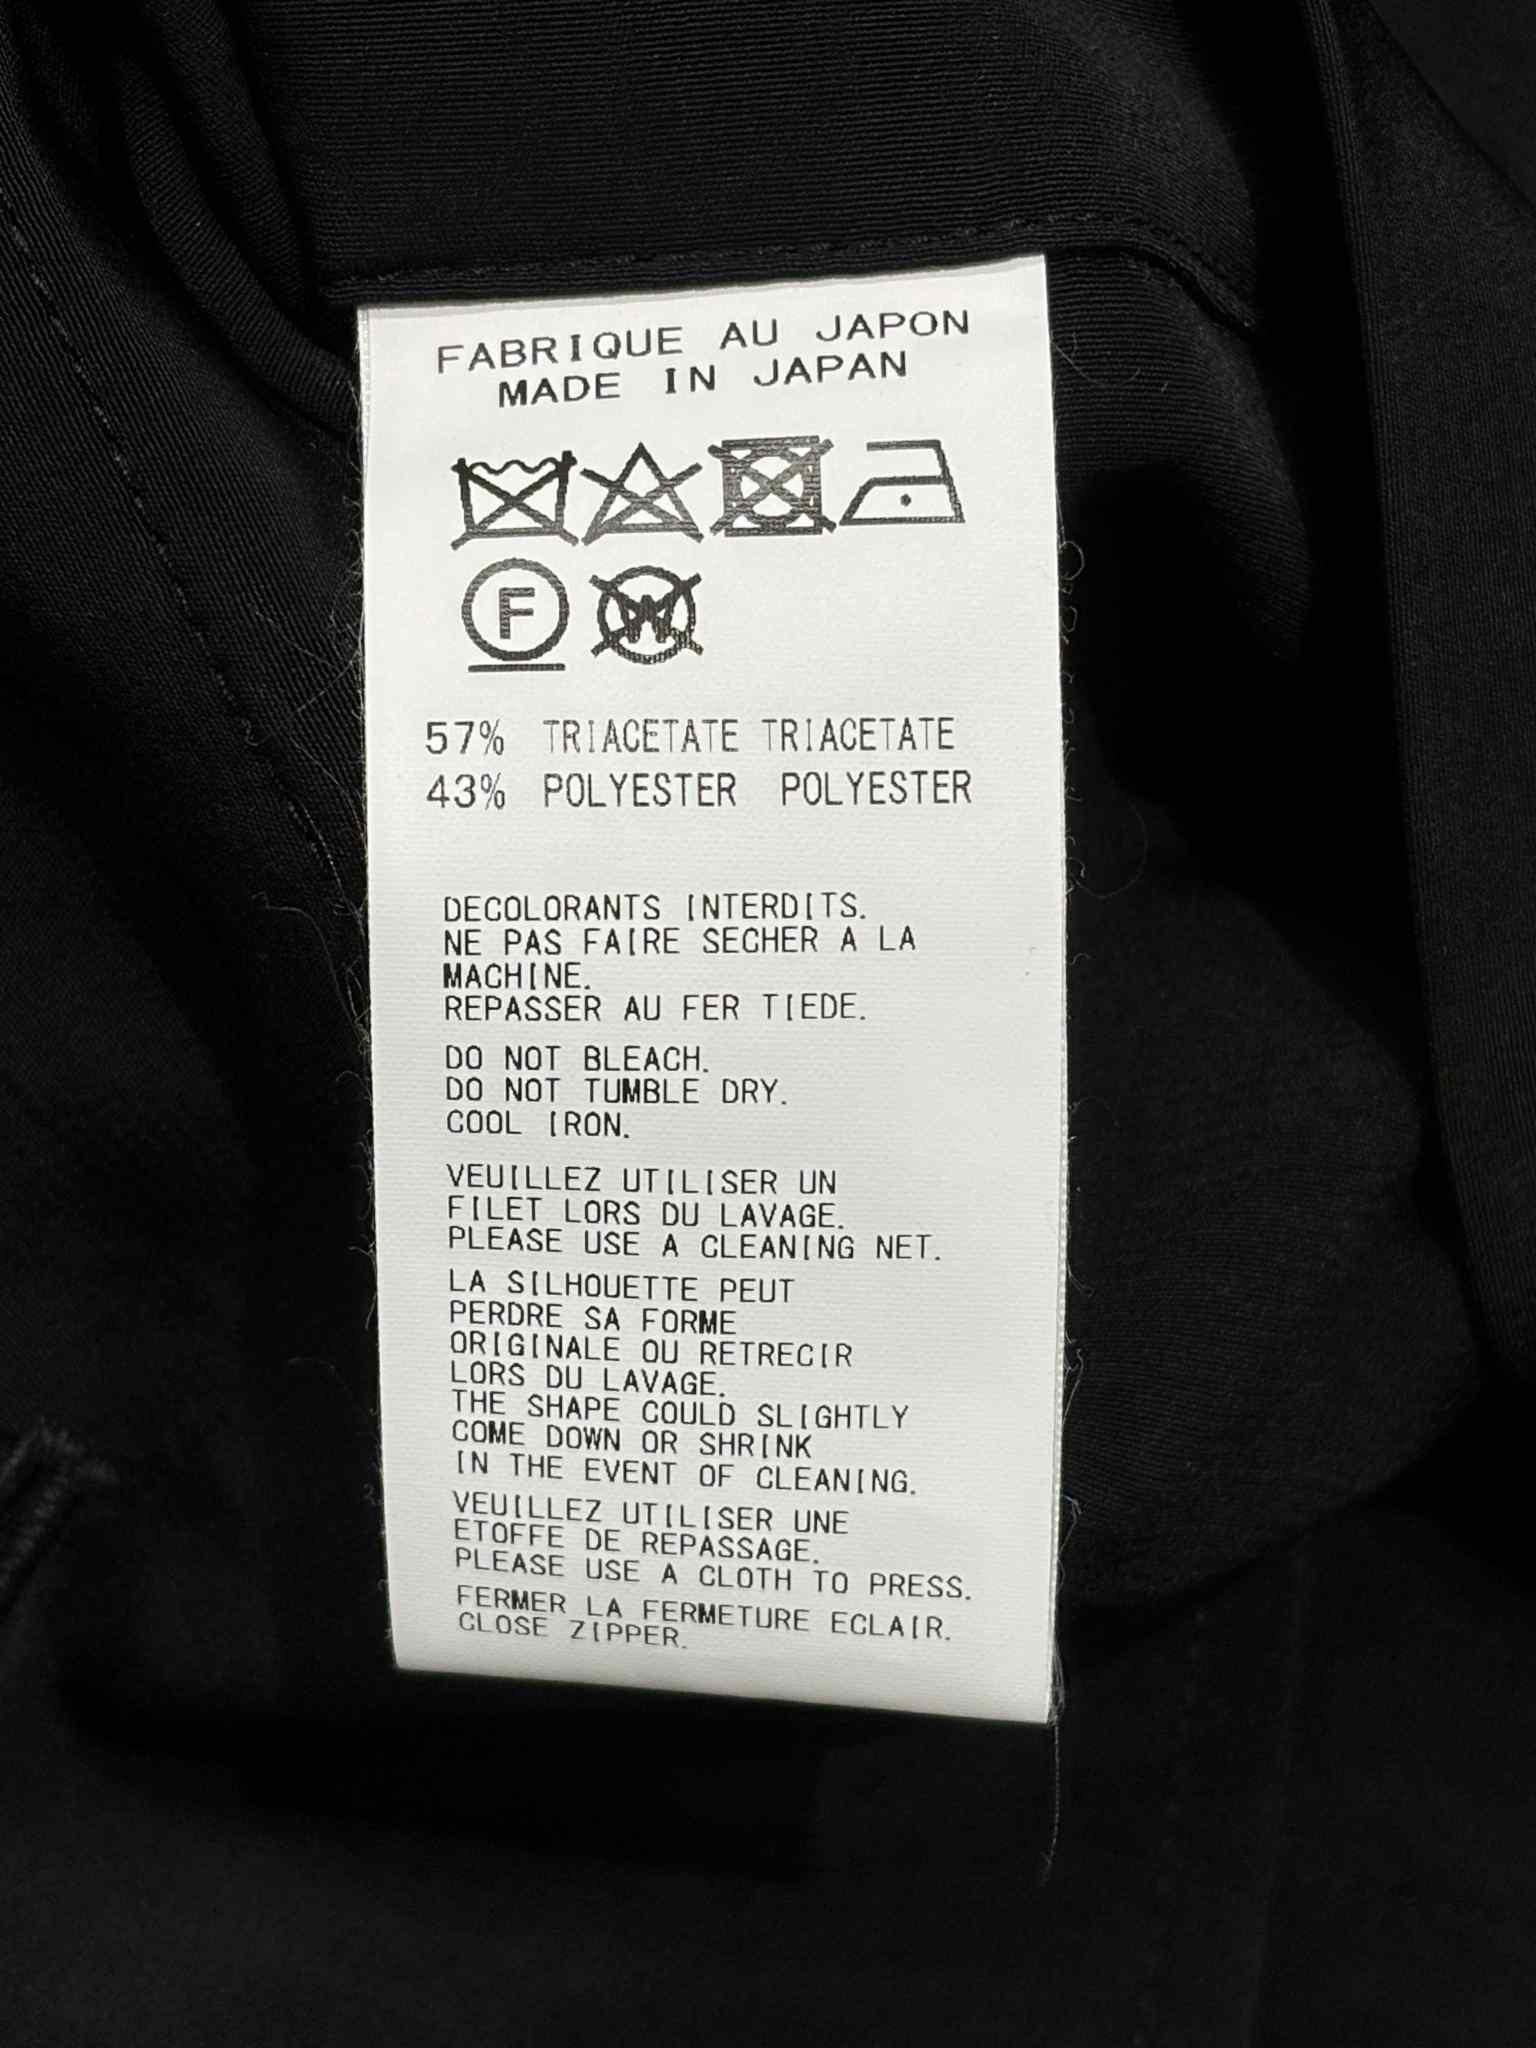 FABRIQUE AU JAPON
MADE IN JAPAN
F W
57% TRIACETATE TRIACETATE
43% POLYESTER POLYESTER
DECOLORANTS INTERDITS.
NE PAS FAIRE SECHER A LA
MACHINE.
REPASSER AU FER TIEDE.
DO NOT BLEACH.
DO NOT TUMBLE DRY.
COOL IRON.
VEUILLEZ UTILISER UN
FILET LORS DU LAVAGE.
PLEASE USE A CLEANING NET.
LA SILHOUETTE PEUT
PERDRE SA FORME
ORIGINALE OU RETRECIR
LORS DU LAVAGE.
THE SHAPE COULD SLIGHTLY
COME DOWN OR SHRINK
IN THE EVENT OF CLEANING.
VEUILLEZ UTILISER UNE
ETOFFE DE REPASSAGE.
PLEASE USE A CLOTH TO PRESS.
FERMER LA FERMETURE ECLAIR.
CLOSE ZIPPER.